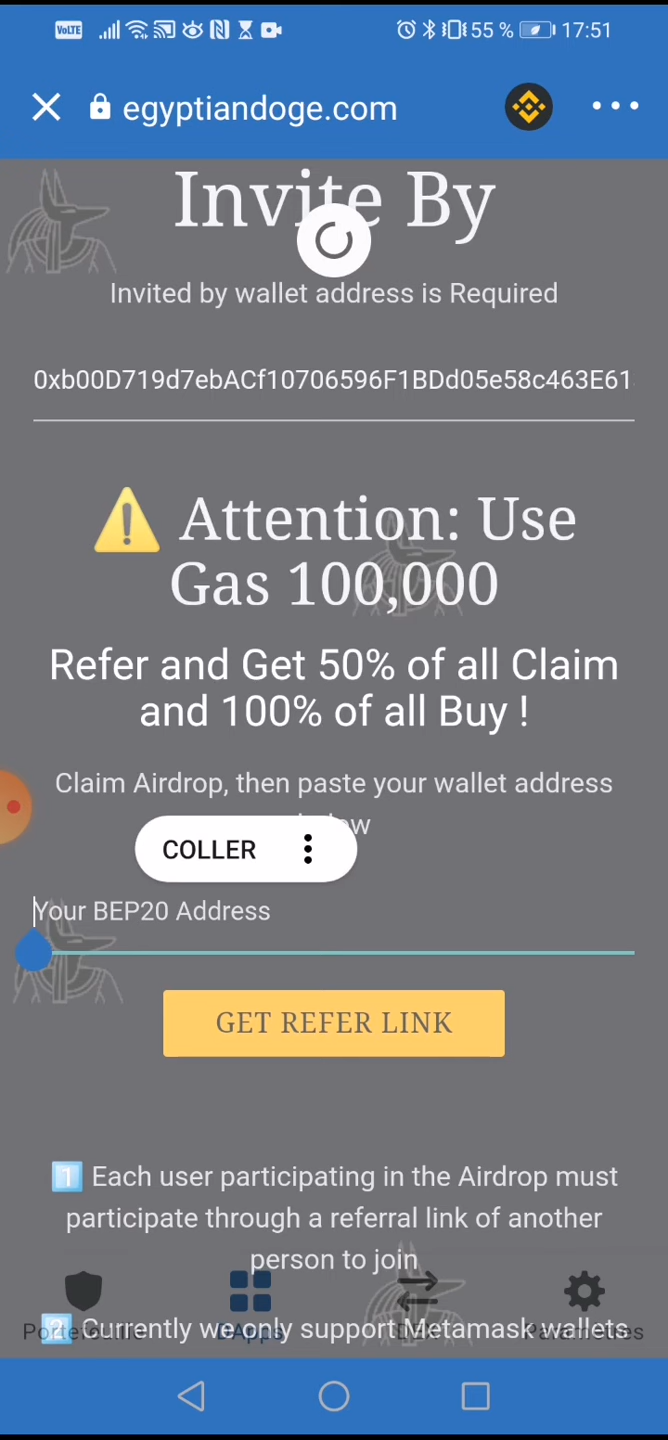 VoLTE 55 % 17:51
egyptiandoge.com
Invite By
Invited by wallet address is Required
0xb00D719d7ebACf10706596F1BDd05e58c463E61
⚠️ Attention: Use
Gas 100,000
Refer and Get 50% of all Claim
and 100% of all Buy !
Claim Airdrop, then paste your wallet address
COLLER
Your BEP20 Address
GET REFER LINK
1️⃣ Each user participating in the Airdrop must
participate through a referral link of another
person to join
2️⃣ Currently we only support Metamask wallets
DApps